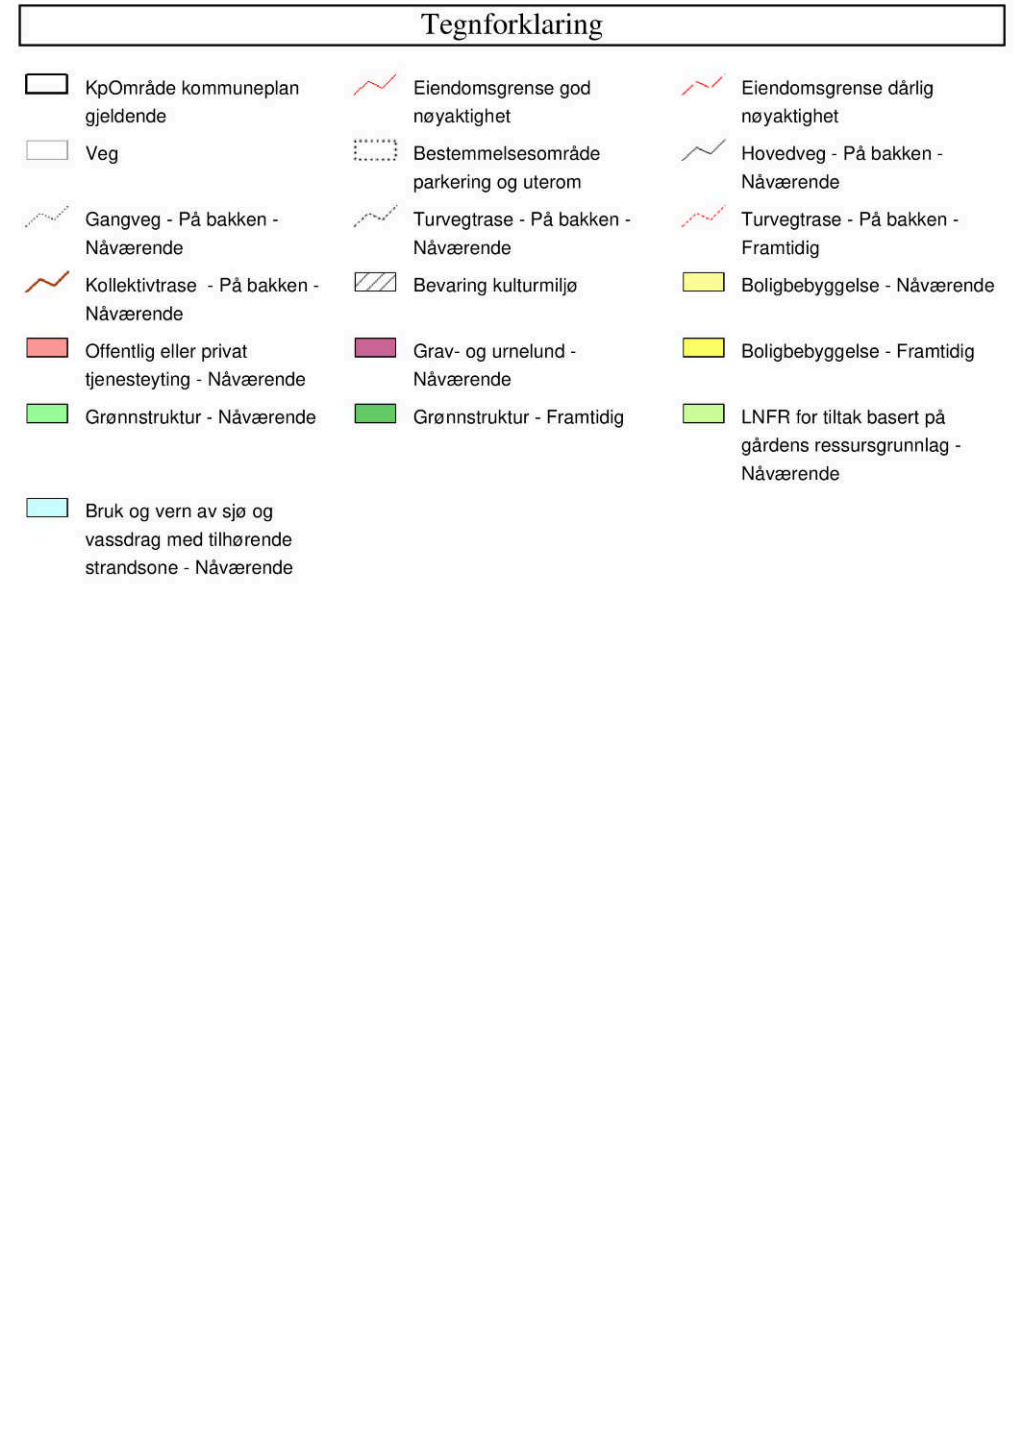 Tegnforklaring
KpOmråde kommuneplan
gjeldende
Eiendomsgrense god
nøyaktighet
Eiendomsgrense dårlig
nøyaktighet
Veg
Bestemmelsesområde
parkering og uterom
Hovedveg - På bakken -
Nåværende
Gangveg - På bakken -
Nåværende
Turvegtrase - På bakken -
Nåværende
Turvegtrase - På bakken -
Framtidig
Kollektivtrase  - På bakken -
Nåværende
Bevaring kulturmiljø
Boligbebyggelse - Nåværende
Offentlig eller privat
tjenesteyting - Nåværende
Grav- og urnelund -
Nåværende
Boligbebyggelse - Framtidig
Grønnstruktur - Nåværende
Grønnstruktur - Framtidig
LNFR for tiltak basert på
gårdens ressursgrunnlag -
Nåværende
Bruk og vern av sjø og
vassdrag med tilhørende
strandsone - Nåværende